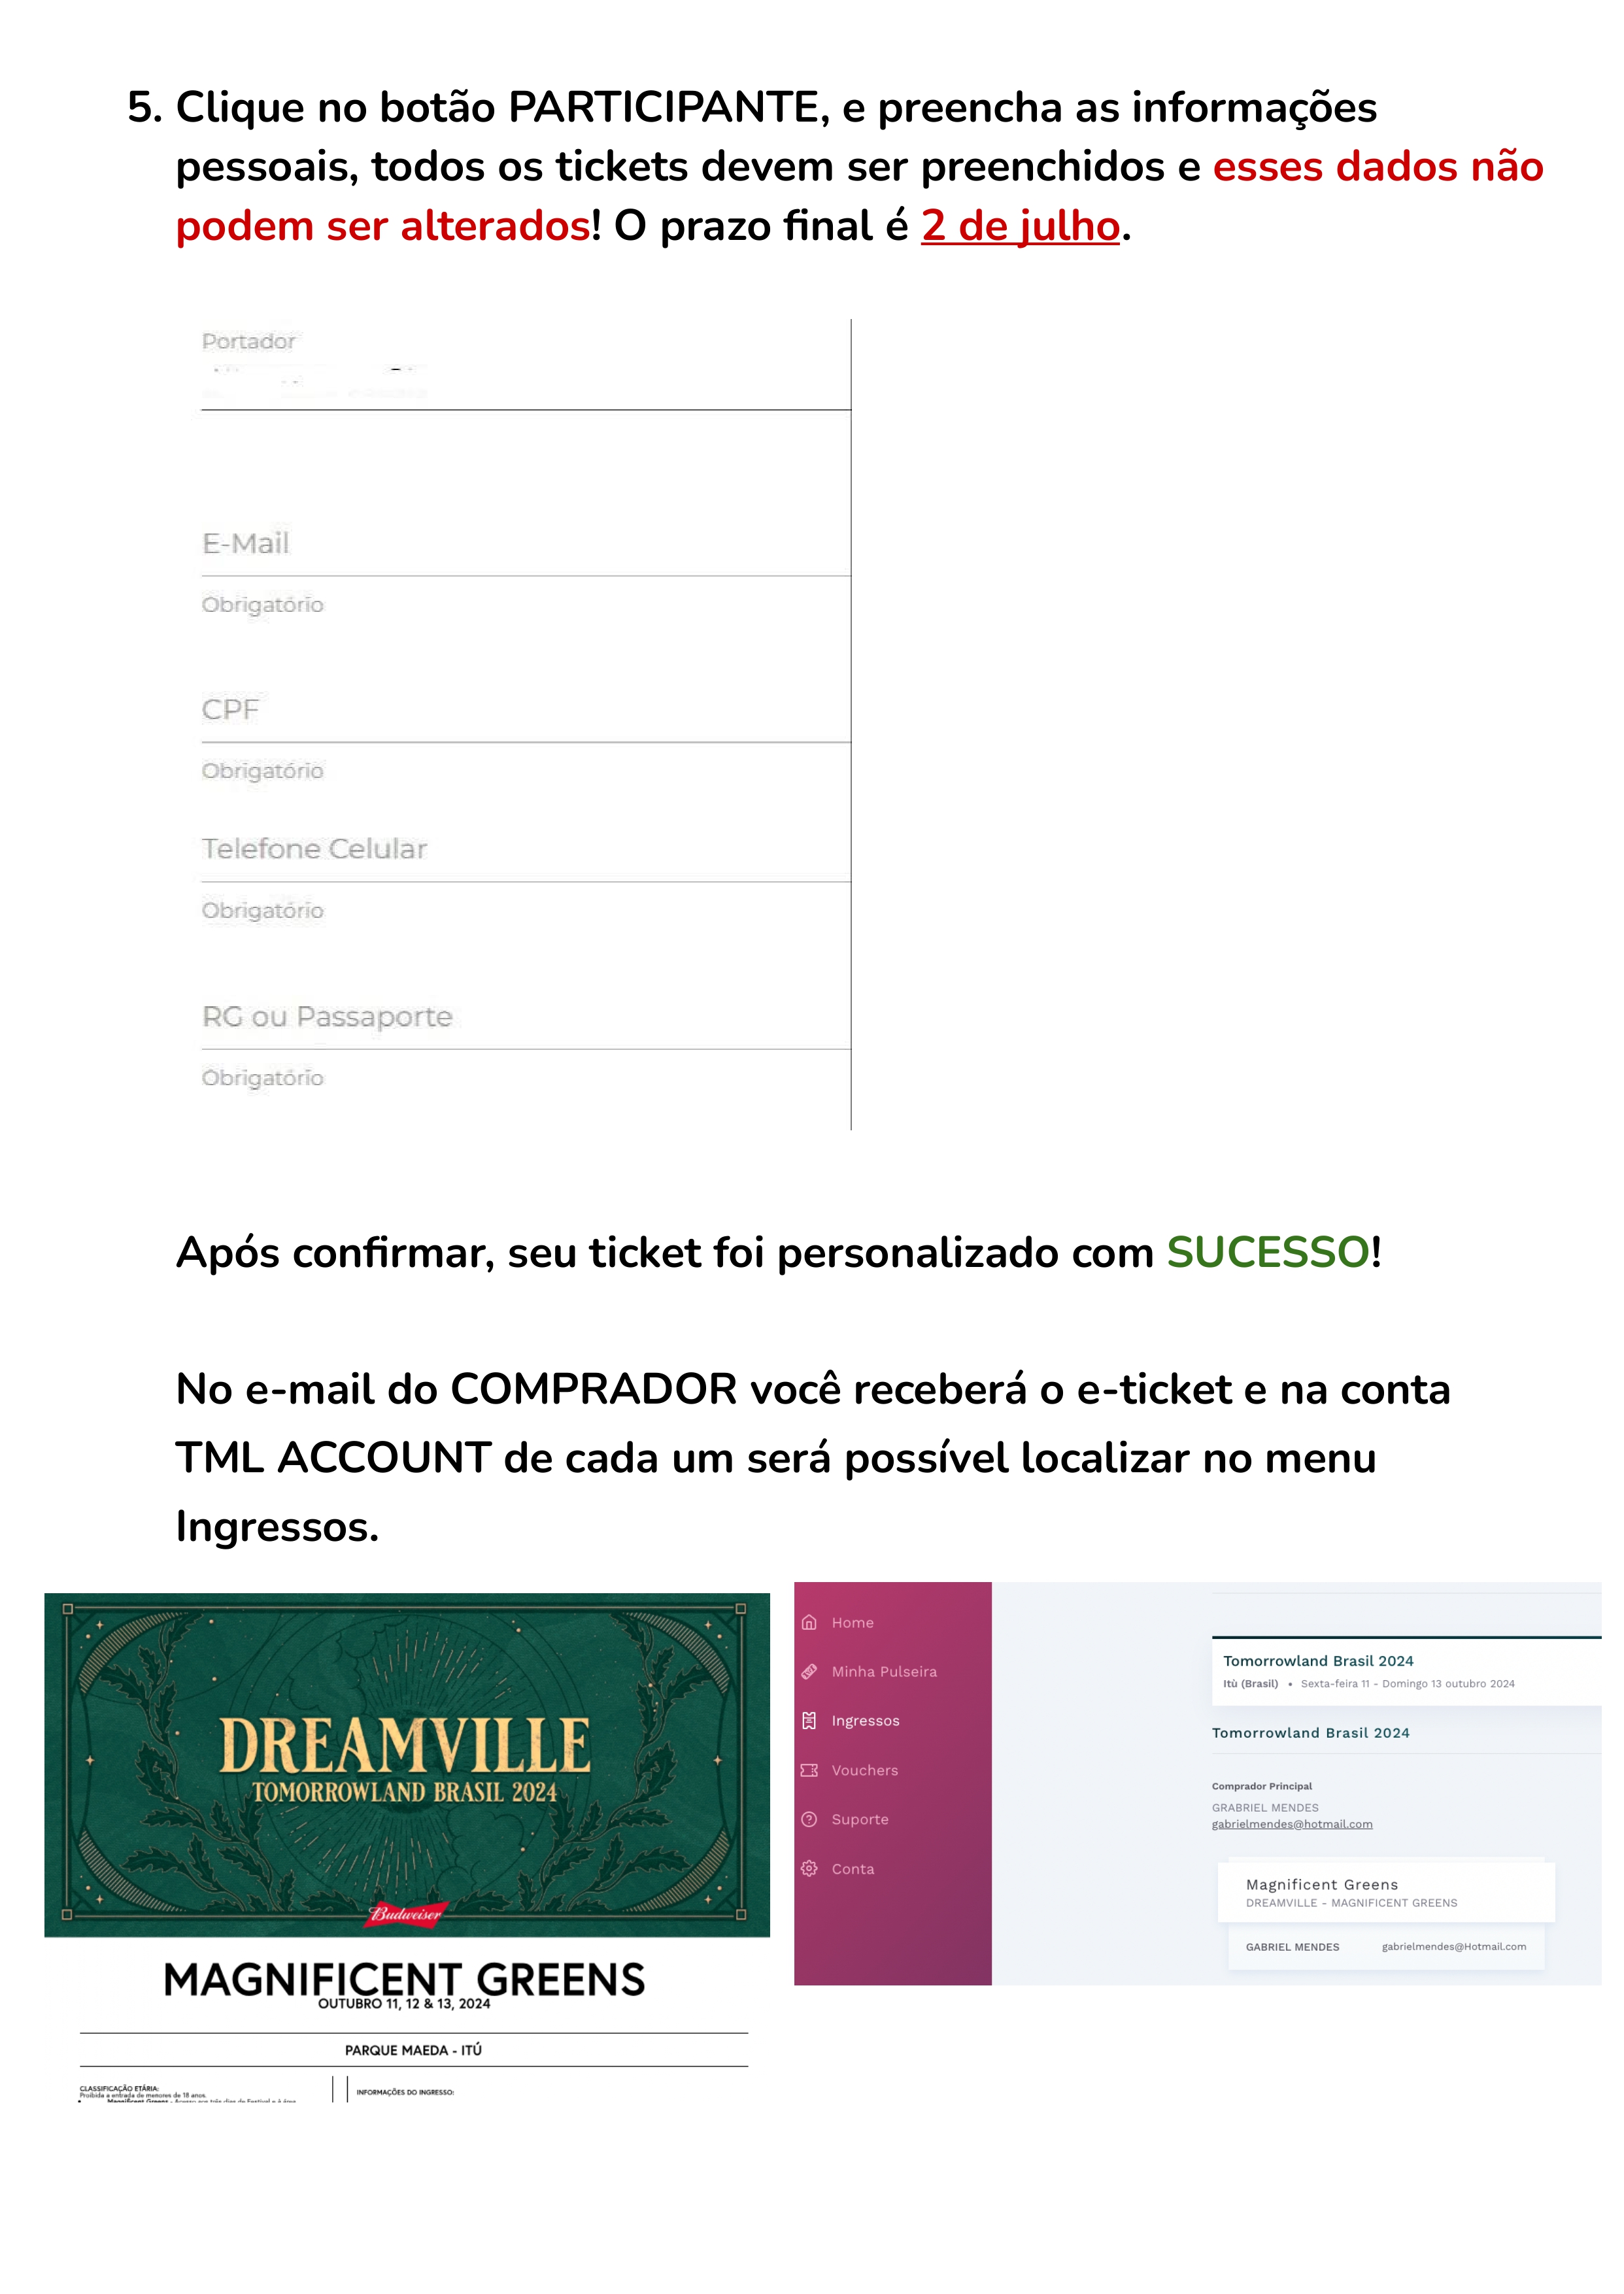 5. Clique no botão PARTICIPANTE, e preencha as informações
pessoais, todos os tickets devem ser preenchidos e esses dados não
podem ser alterados! O prazo final é 2 de julho.
Portador
E-Mail
Obrigatório
CPF
Obrigatório
Telefone Celular
Obrigatório
RG ou Passaporte
Obrigatório
Após confirmar, seu ticket foi personalizado com SUCESSO!
No e-mail do COMPRADOR você receberá o e-ticket e na conta
TML ACCOUNT de cada um será possível localizar no menu
Ingressos.
DREAMVILLE
TOMORROWLAND BRASIL 2024
Budweiser
MAGNIFICENT GREENS
OUTUBRO 11, 12 & 13, 2024
PARQUE MAEDA - ITÚ
CLASSIFICAÇÃO ETÁRIA:
Proibida a entrada de menores de 18 anos.
INFORMAÇÕES DO INGRESSO:
Home
Minha Pulseira
Ingressos
Vouchers
Suporte
Conta
Tomorrowland Brasil 2024
Itù (Brasil) • Sexta-feira 11 - Domingo 13 outubro 2024
Tomorrowland Brasil 2024
Comprador Principal
GRABRIEL MENDES
gabrielmendes@hotmail.com
Magnificent Greens
DREAMVILLE - MAGNIFICENT GREENS
GABRIEL MENDES gabrielmendes@Hotmail.com